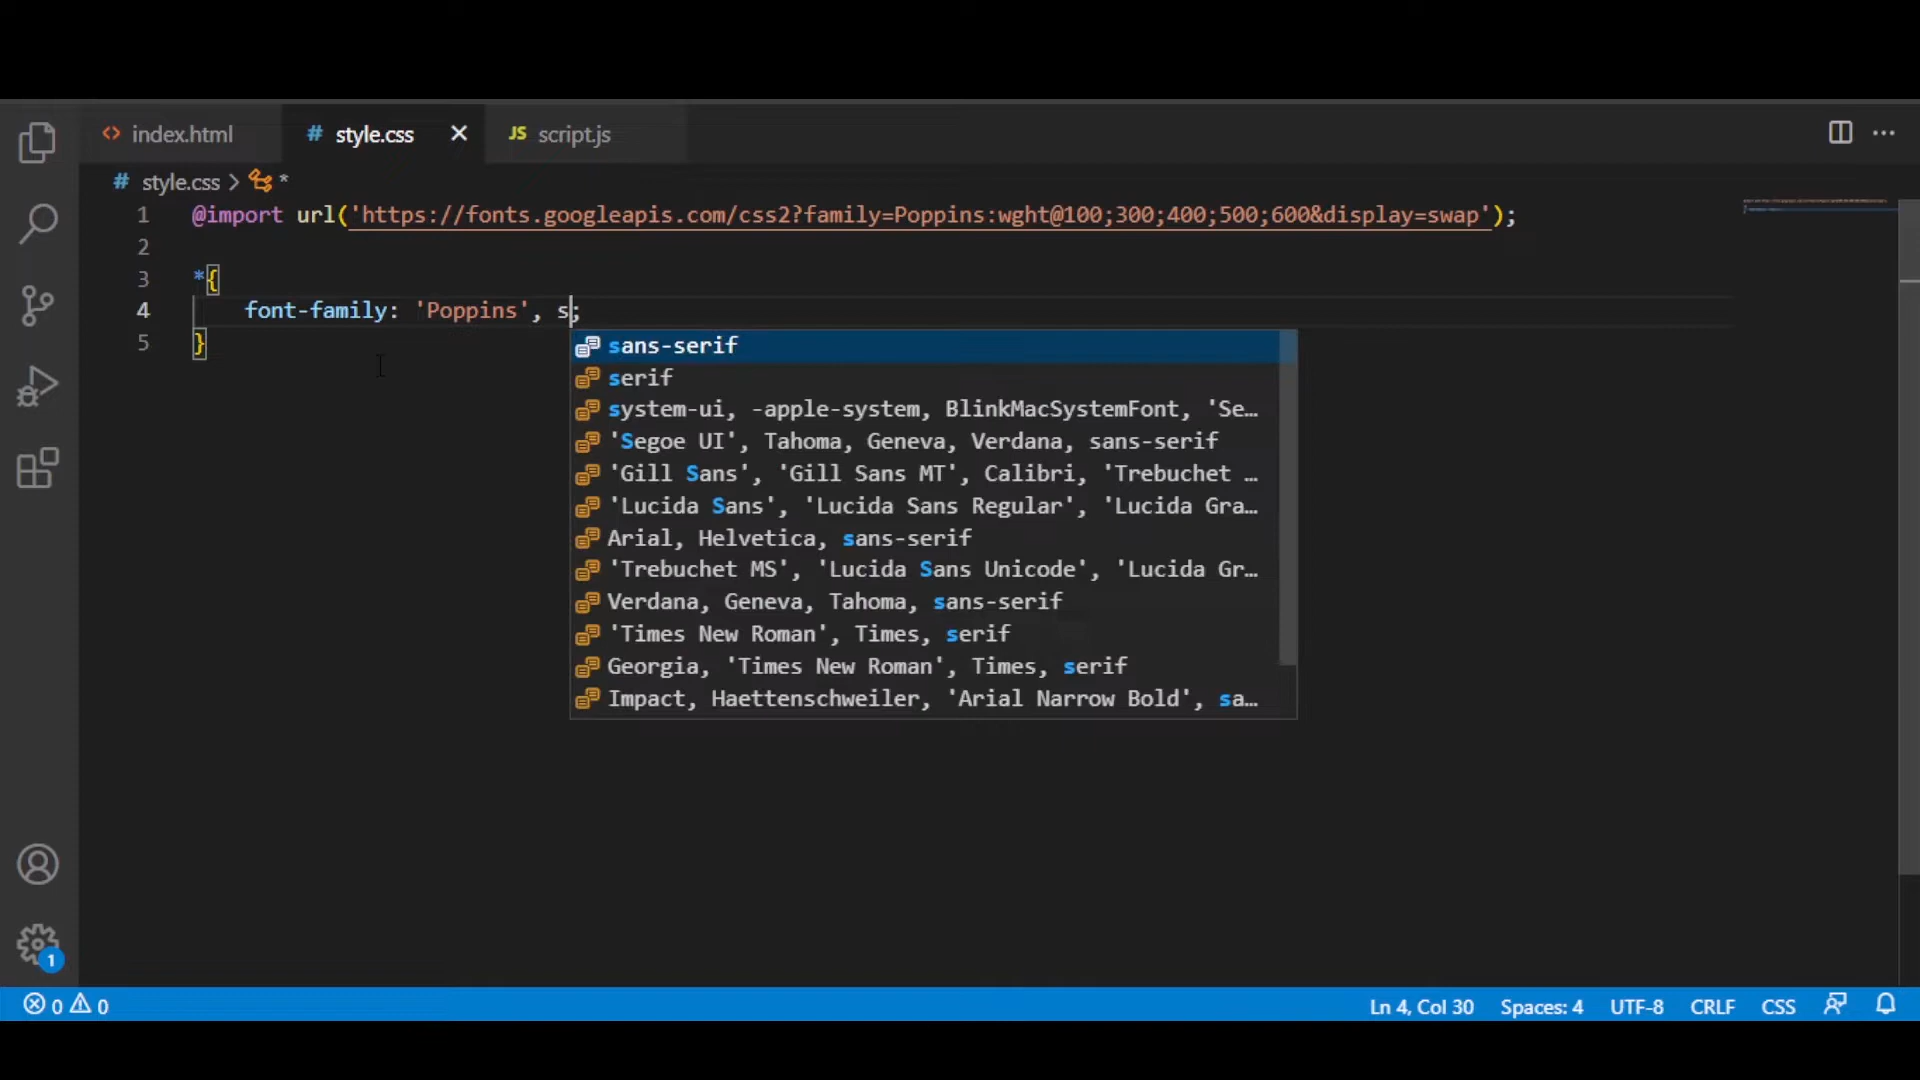 index.html style.css script.js
style.css > *
1 @import url('https://fonts.googleapis.com/css2?family=Poppins:wght@100;300;400;500;600&display=swap');
2
3 *{
4 font-family: 'Poppins', s;
5 }
sans-serif
serif
system-ui, -apple-system, BlinkMacSystemFont, 'Se…
'Segoe UI', Tahoma, Geneva, Verdana, sans-serif
'Gill Sans', 'Gill Sans MT', Calibri, 'Trebuchet …
'Lucida Sans', 'Lucida Sans Regular', 'Lucida Gra…
Arial, Helvetica, sans-serif
'Trebuchet MS', 'Lucida Sans Unicode', 'Lucida Gr…
Verdana, Geneva, Tahoma, sans-serif
'Times New Roman', Times, serif
Georgia, 'Times New Roman', Times, serif
Impact, Haettenschweiler, 'Arial Narrow Bold', sa…
1
0 0 Ln 4, Col 30 Spaces: 4 UTF-8 CRLF CSS